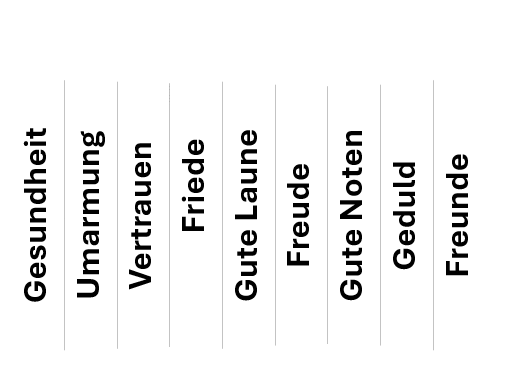 Gesundheit
Umarmung
Vertrauen
Friede
Gute Laune
Freude
Gute Noten
Geduld
Freunde